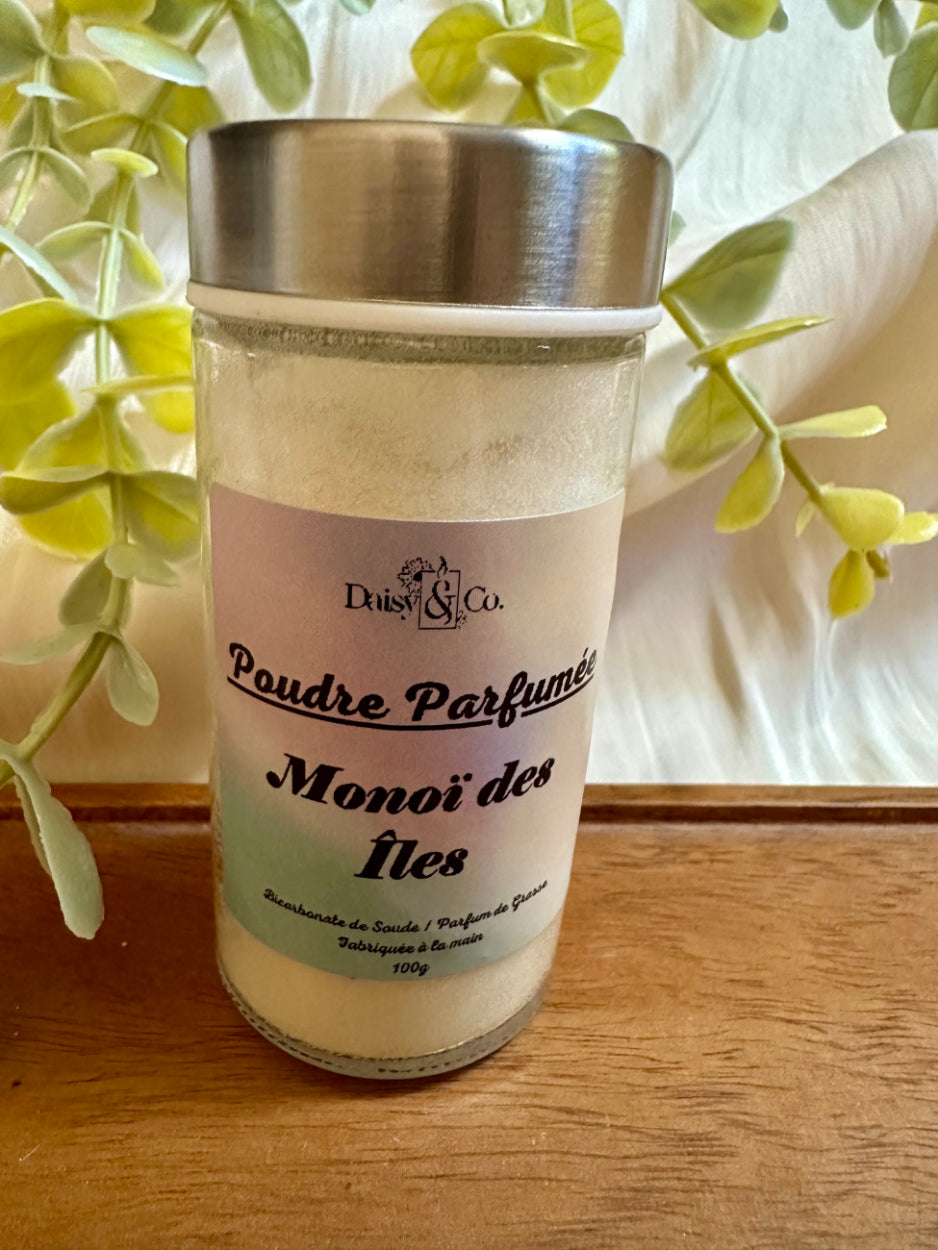 Daisy & Co.
Poudre Parfumée
Monoï des
Îles
Bicarbonate de Soude / Parfum de Grasse
Fabriquée à la main
100g